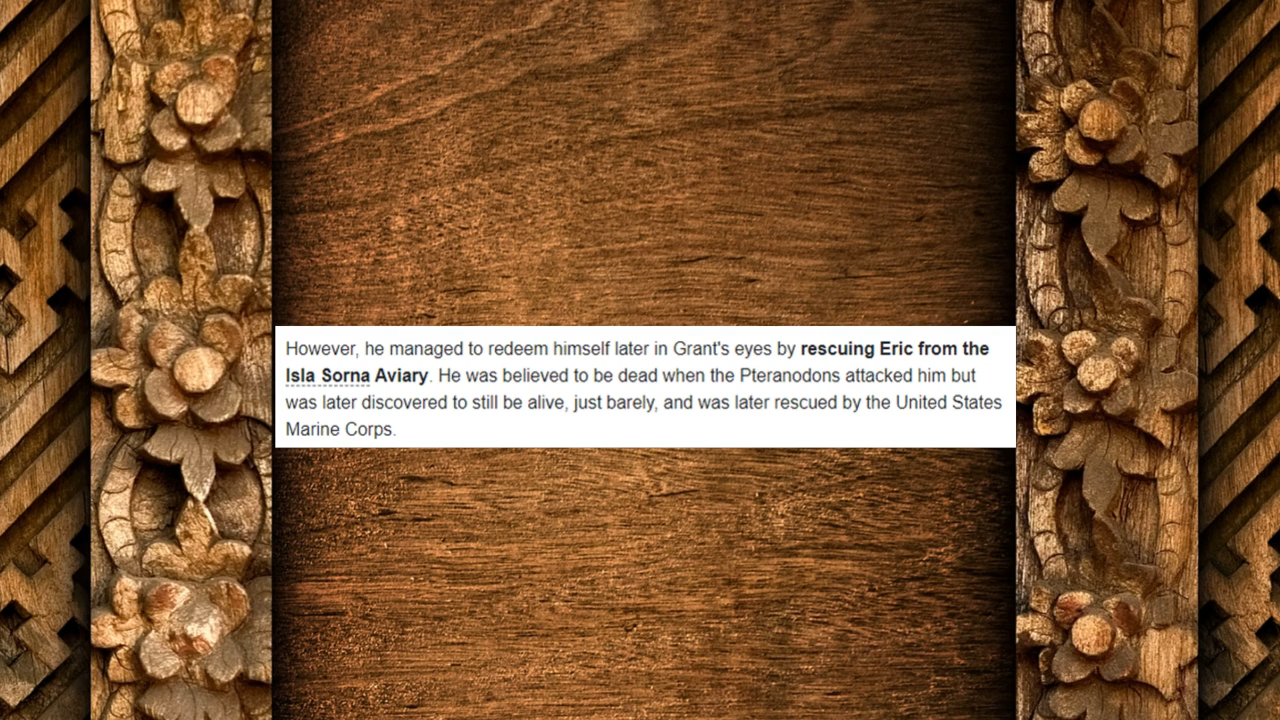 However, he managed to redeem himself later in Grant's eyes by rescuing Eric from the
Isla Sorna Aviary. He was believed to be dead when the Pteranodons attacked him but
was later discovered to still be alive, just barely, and was later rescued by the United States
Marine Corps.